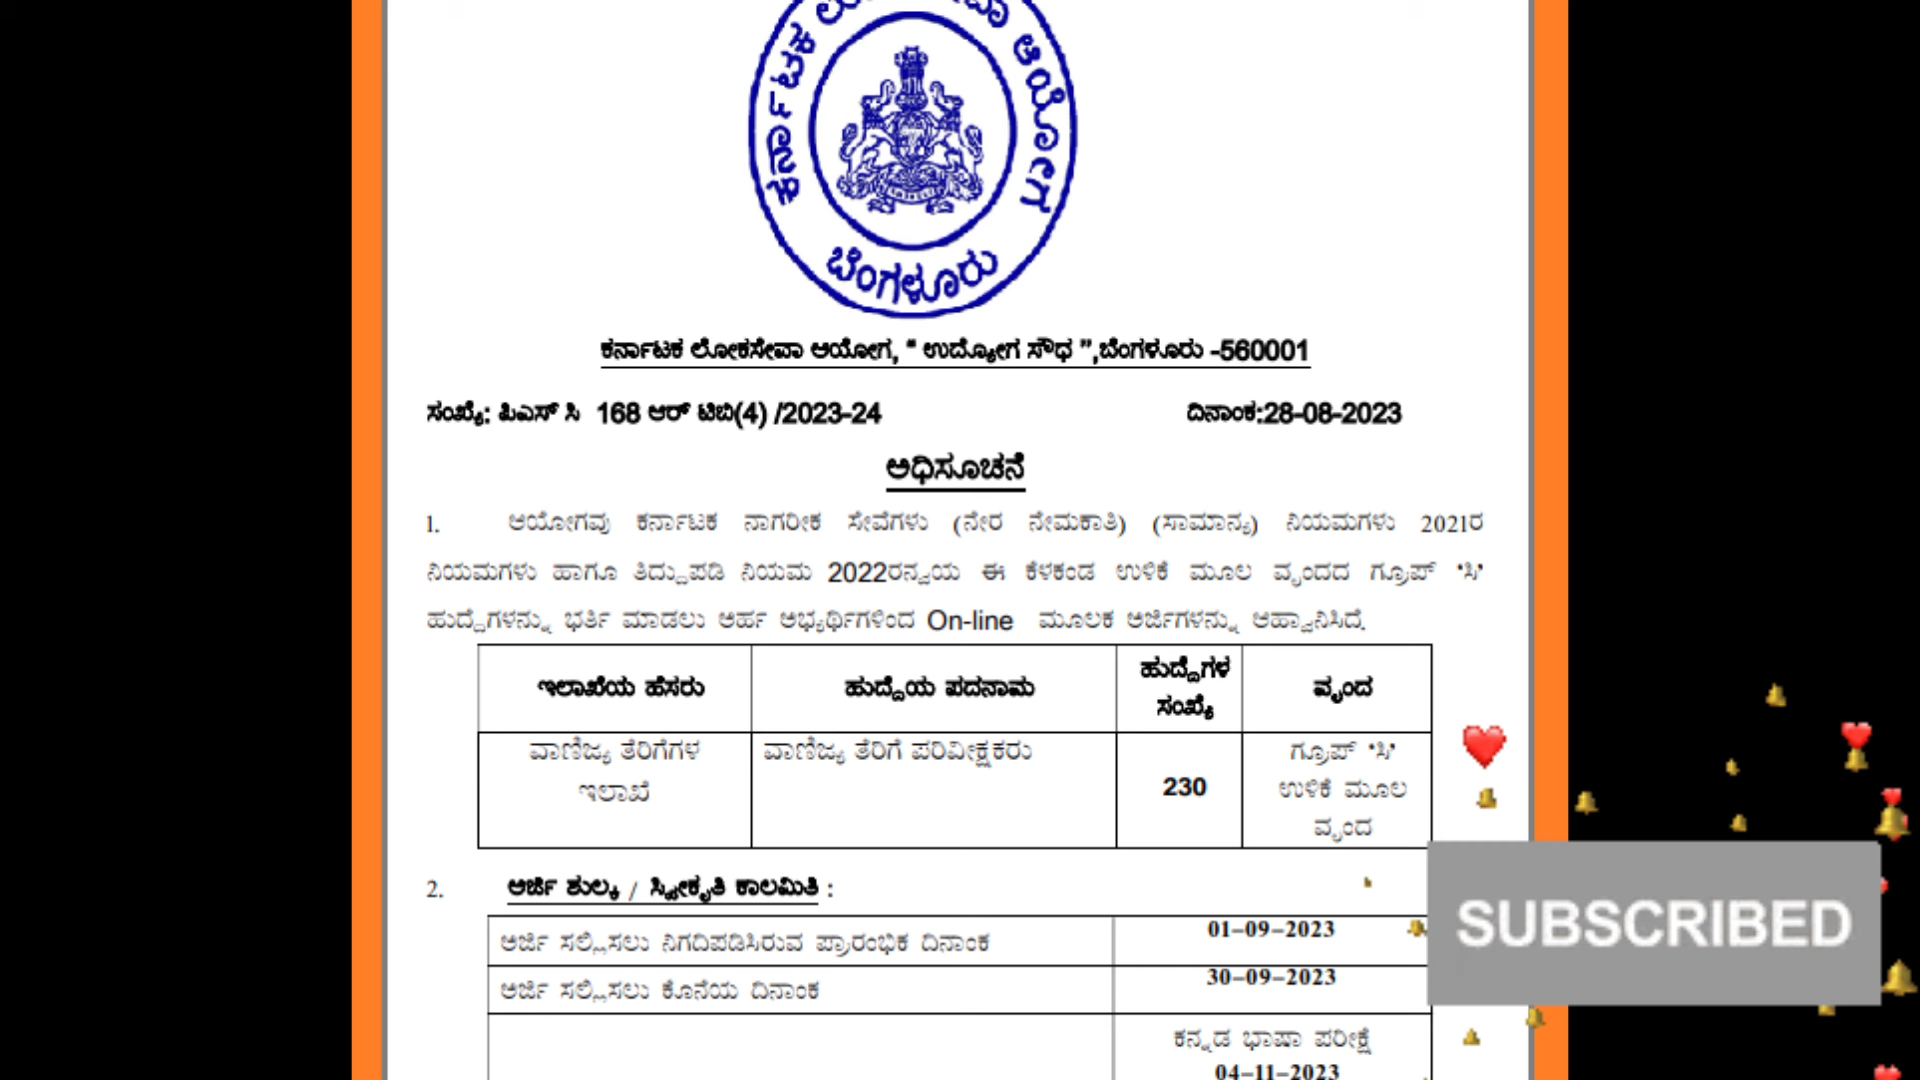 ಕರ್ನಾಟಕ ಆಯೋಗ
ಬೆಂಗಳೂರು
ಕರ್ನಾಟಕ ಲೋಕಸೇವಾ ಆಯೋಗ, “ ಉದ್ಯೋಗ ಸೌಧ ”,ಬೆಂಗಳೂರು -560001
ಸಂಖ್ಯೆ: ಪಿಎಸ್ ಸಿ 168 ಆರ್ ಟಿಬಿ(4) /2023-24 ದಿನಾಂಕ:28-08-2023
ಅಧಿಸೂಚನೆ
1. ಆಯೋಗವು ಕರ್ನಾಟಕ ನಾಗರೀಕ ಸೇವೆಗಳು (ನೇರ ನೇಮಕಾತಿ) (ಸಾಮಾನ್ಯ) ನಿಯಮಗಳು 2021ರ
ನಿಯಮಗಳು ಹಾಗೂ ತಿದ್ದುಪಡಿ ನಿಯಮ 2022ರನ್ವಯ ಈ ಕೆಳಕಂಡ ಉಳಿಕೆ ಮೂಲ ವೃಂದದ ಗ್ರೂಪ್ ‘ಸಿ’
ಹುದ್ದೆಗಳನ್ನು ಭರ್ತಿ ಮಾಡಲು ಅರ್ಹ ಅಭ್ಯರ್ಥಿಗಳಿಂದ On-line ಮೂಲಕ ಅರ್ಜಿಗಳನ್ನು ಆಹ್ವಾನಿಸಿದೆ.
ಇಲಾಖೆಯ ಹೆಸರು ಹುದ್ದೆಯ ಪದನಾಮ ಹುದ್ದೆಗಳ ಸಂಖ್ಯೆ ವೃಂದ
ವಾಣಿಜ್ಯ ತೆರಿಗೆಗಳ ಇಲಾಖೆ ವಾಣಿಜ್ಯ ತೆರಿಗೆ ಪರಿವೀಕ್ಷಕರು 230 ಗ್ರೂಪ್ ‘ಸಿ’ ಉಳಿಕೆ ಮೂಲ ವೃಂದ
2. ಅರ್ಜಿ ಶುಲ್ಕ / ಸ್ವೀಕೃತಿ ಕಾಲಮಿತಿ :
ಅರ್ಜಿ ಸಲ್ಲಿಸಲು ನಿಗದಿಪಡಿಸಿರುವ ಪ್ರಾರಂಭಿಕ ದಿನಾಂಕ 01-09-2023
ಅರ್ಜಿ ಸಲ್ಲಿಸಲು ಕೊನೆಯ ದಿನಾಂಕ 30-09-2023
ಕನ್ನಡ ಭಾಷಾ ಪರೀಕ್ಷೆ
04-11-2023
SUBSCRIBED